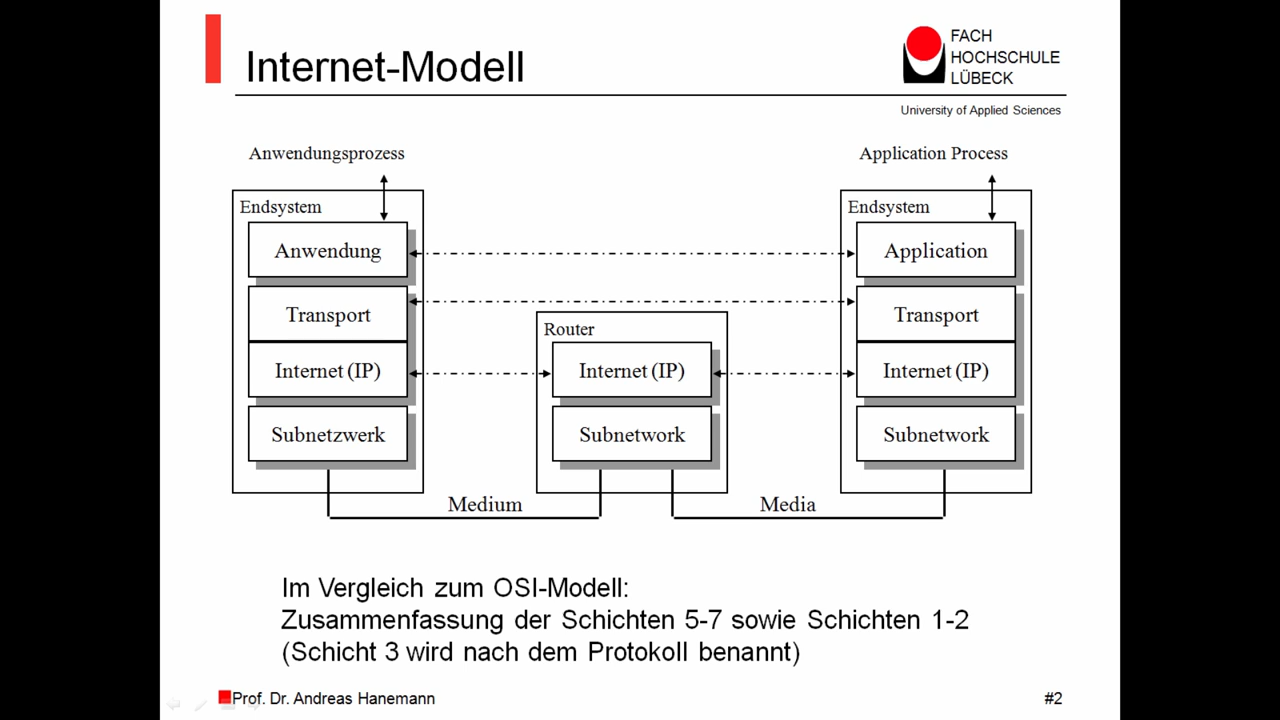 Internet-Modell
FACH
HOCHSCHULE
LÜBECK
University of Applied Sciences
Anwendungsprozess
Application Process
Endsystem
Endsystem
Anwendung
Application
Transport
Transport
Router
Internet (IP)
Internet (IP)
Internet (IP)
Subnetzwerk
Subnetwork
Subnetwork
Medium
Media
Im Vergleich zum OSI-Modell:
Zusammenfassung der Schichten 5-7 sowie Schichten 1-2
(Schicht 3 wird nach dem Protokoll benannt)
Prof. Dr. Andreas Hanemann
#2